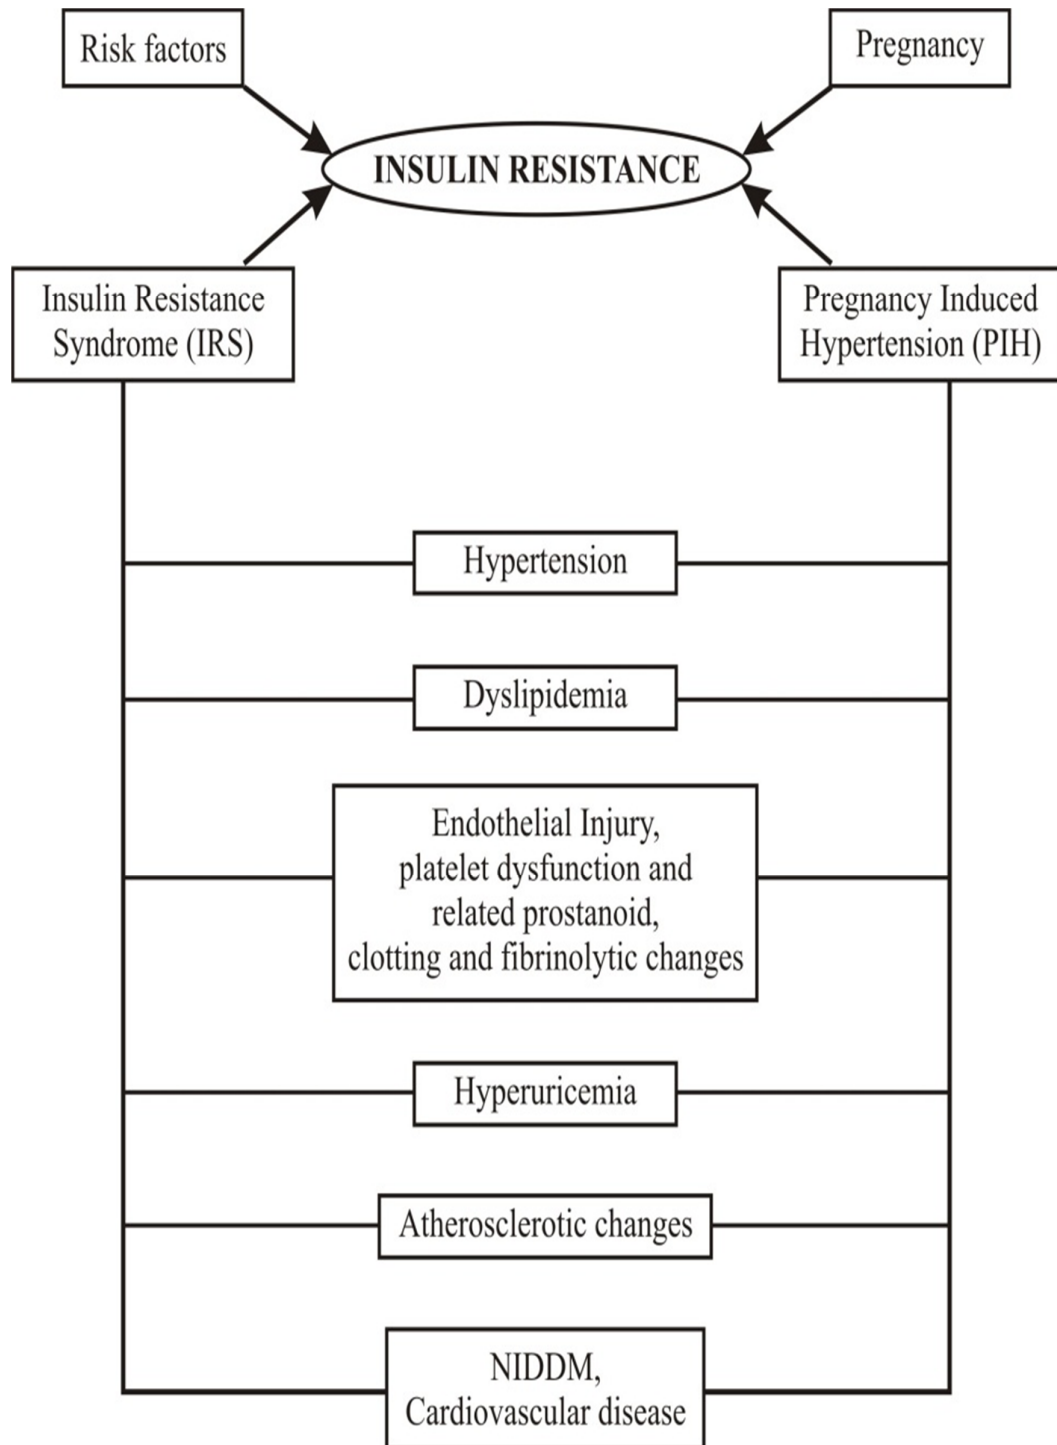 Risk factors
Pregnancy
INSULIN RESISTANCE
Insulin Resistance
Syndrome (IRS)
Pregnancy Induced
Hypertension (PIH)
Hypertension
Dyslipidemia
Endothelial Injury,
platelet dysfunction and
related prostanoid,
clotting and fibrinolytic changes
Hyperuricemia
Atherosclerotic changes
NIDDM,
Cardiovascular disease